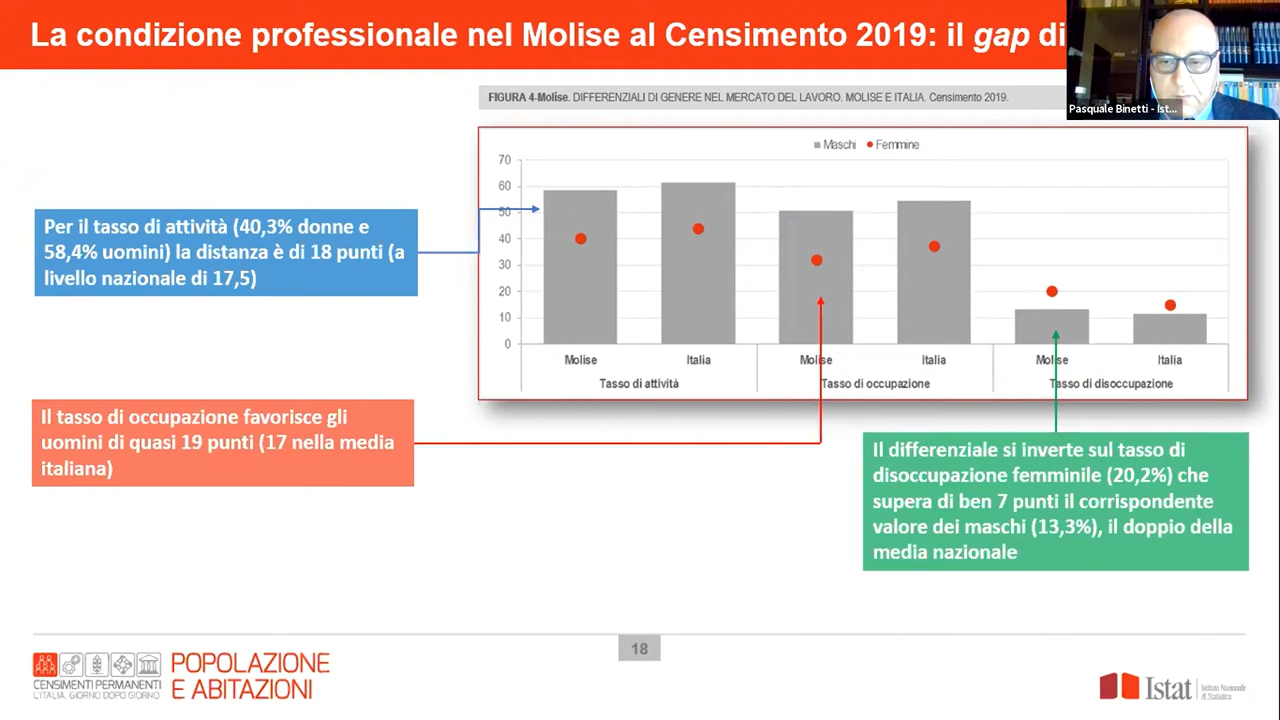 La condizione professionale nel Molise al Censimento 2019: il gap di
Pasquale Binetti - Ist...
FIGURA 4-Molise. DIFFERENZIALI DI GENERE NEL MERCATO DEL LAVORO. MOLISE E ITALIA. Censimento 2019.
Maschi Femmine
70
60
50
40
30
20
10
0
Molise Italia Molise Italia Molise Italia
Tasso di attività Tasso di occupazione Tasso di disoccupazione
Per il tasso di attività (40,3% donne e
58,4% uomini) la distanza è di 18 punti (a
livello nazionale di 17,5)
Il tasso di occupazione favorisce gli
uomini di quasi 19 punti (17 nella media
italiana)
Il differenziale si inverte sul tasso di
disoccupazione femminile (20,2%) che
supera di ben 7 punti il corrispondente
valore dei maschi (13,3%), il doppio della
media nazionale
18
CENSIMENTI PERMANENTI
L'ITALIA. GIORNO DOPO GIORNO.
POPOLAZIONE
E ABITAZIONI
Istat
Istituto Nazionale
di Statistica